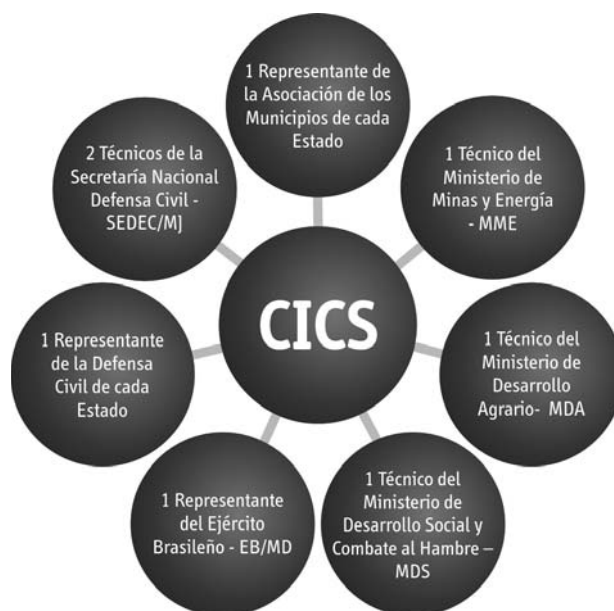 1 Representante de
la Asociación de los
Municipios de cada
Estado
1 Técnico del
Ministerio de
Minas y Energía
- MME
1 Técnico del
Ministerio de
Desarrollo
Agrario- MDA
1 Técnico del
Ministerio de
Desarrollo Social y
Combate al Hambre –
MDS
1 Representante
del Ejército
Brasileño - EB/MD
1 Representante
de la Defensa
Civil de cada
Estado
2 Técnicos de la
Secretaría Nacional
Defensa Civil -
SEDEC/MJ
CICS